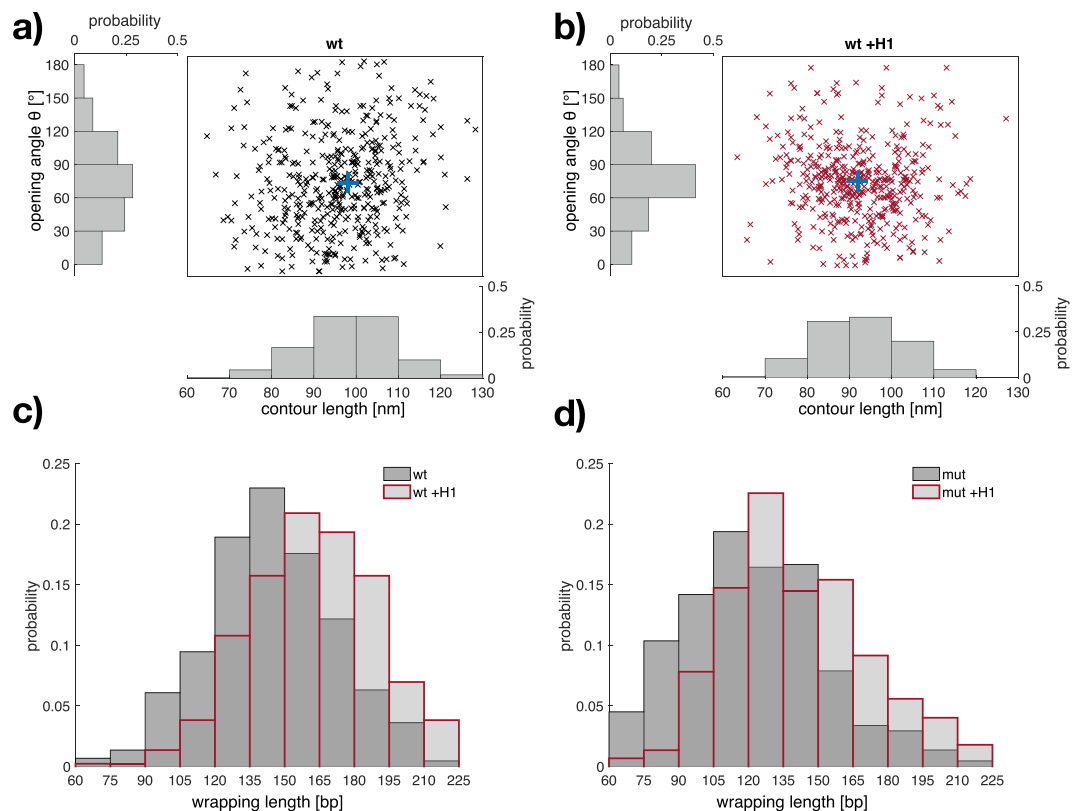 a)
probability
0 0.25 0.5
wt
180
150
120
90
60
30
0
opening angle θ [°]
0.5
0.25
0
probability
60 70 80 90 100 110 120 130
contour length [nm]
b)
probability
0 0.25 0.5
wt +H1
180
150
120
90
60
30
0
opening angle θ [°]
0.5
0.25
0
probability
60 70 80 90 100 110 120 130
contour length [nm]
c)
0.25
0.2
0.15
0.1
0.05
0
probability
wt
wt +H1
60 75 90 105 120 135 150 165 180 195 210 225
wrapping length [bp]
d)
0.25
0.2
0.15
0.1
0.05
0
probability
mut
mut +H1
60 75 90 105 120 135 150 165 180 195 210 225
wrapping length [bp]